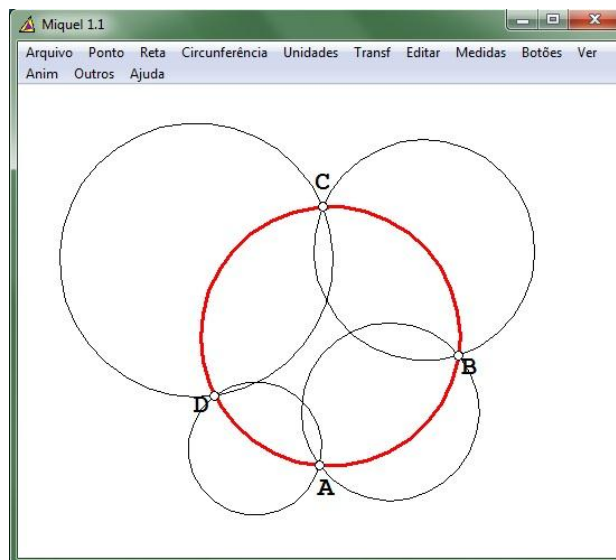 Miquel 1.1
Arquivo Ponto Reta Circunferência Unidades Transf Editar Medidas Botões Ver
Anim Outros Ajuda
C
B
D
A